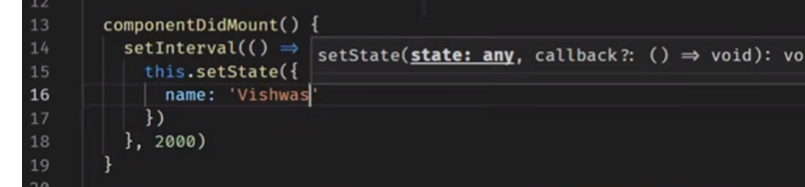 12
13 componentDidMount() {
14 setInterval(() ⇒
setState(state: any, callback?: () ⇒ void): vo
15 this.setState({
16 name: 'Vishwas'
17 })
18 }, 2000)
19 }